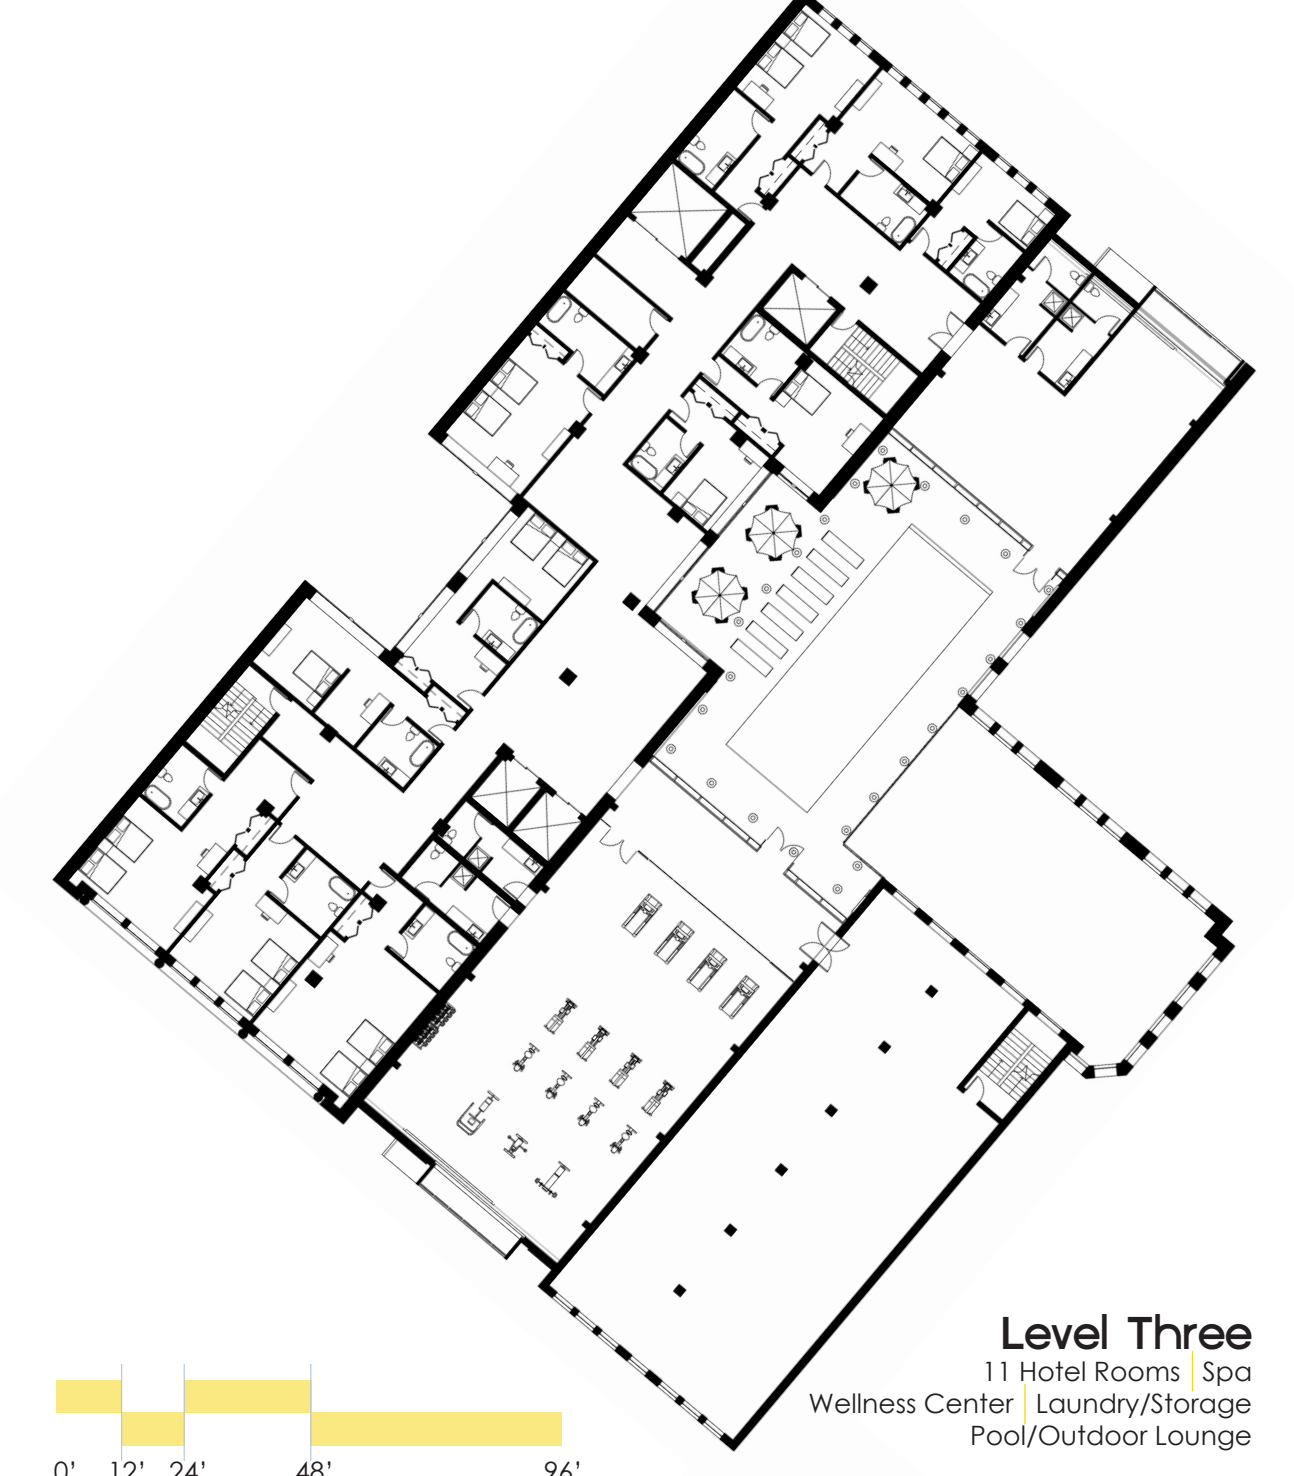 Level Three
11 Hotel Rooms | Spa
Wellness Center | Laundry/Storage
Pool/Outdoor Lounge
0’ 12’ 24’ 48’ 96’